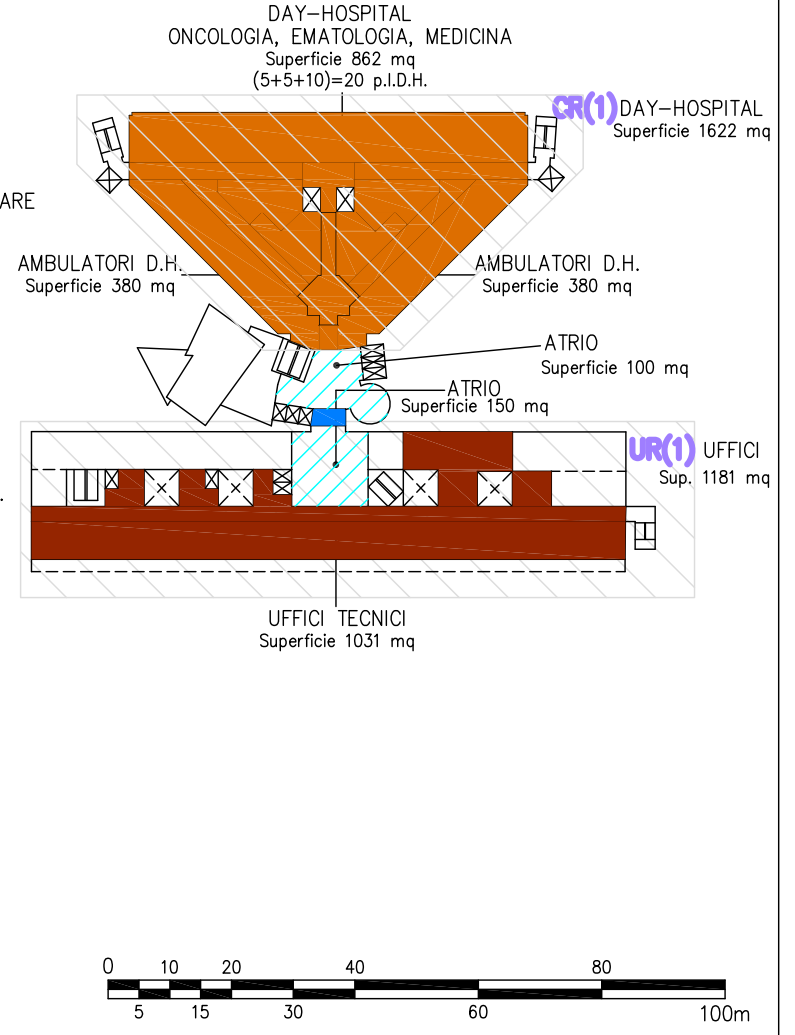 DAY-HOSPITAL
ONCOLOGIA, EMATOLOGIA, MEDICINA
Superficie 862 mq
(5+5+10)=20 p.l.D.H.
CR(1) DAY-HOSPITAL
Superficie 1622 mq
ARE
AMBULATORI D.H.
Superficie 380 mq
AMBULATORI D.H.
Superficie 380 mq
ATRIO
Superficie 100 mq
ATRIO
Superficie 150 mq
UR(1) UFFICI
Sup. 1181 mq
UFFICI TECNICI
Superficie 1031 mq
0 10 20 40 80
5 15 30 60 100m